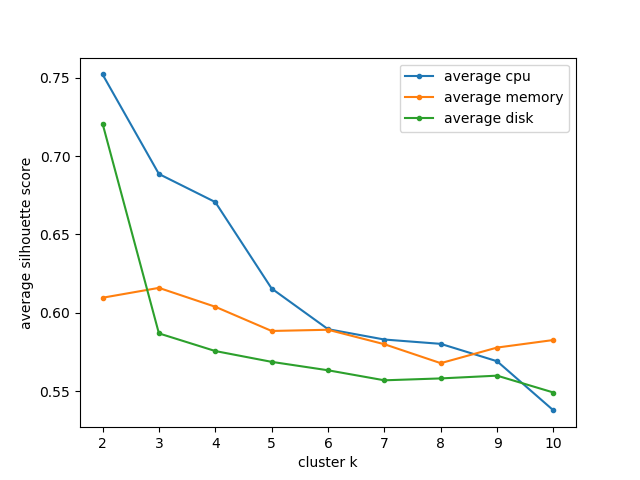 average silhouette score
0.75
0.70
0.65
0.60
0.55
average cpu
average memory
average disk
2 3 4 5 6 7 8 9 10
cluster k